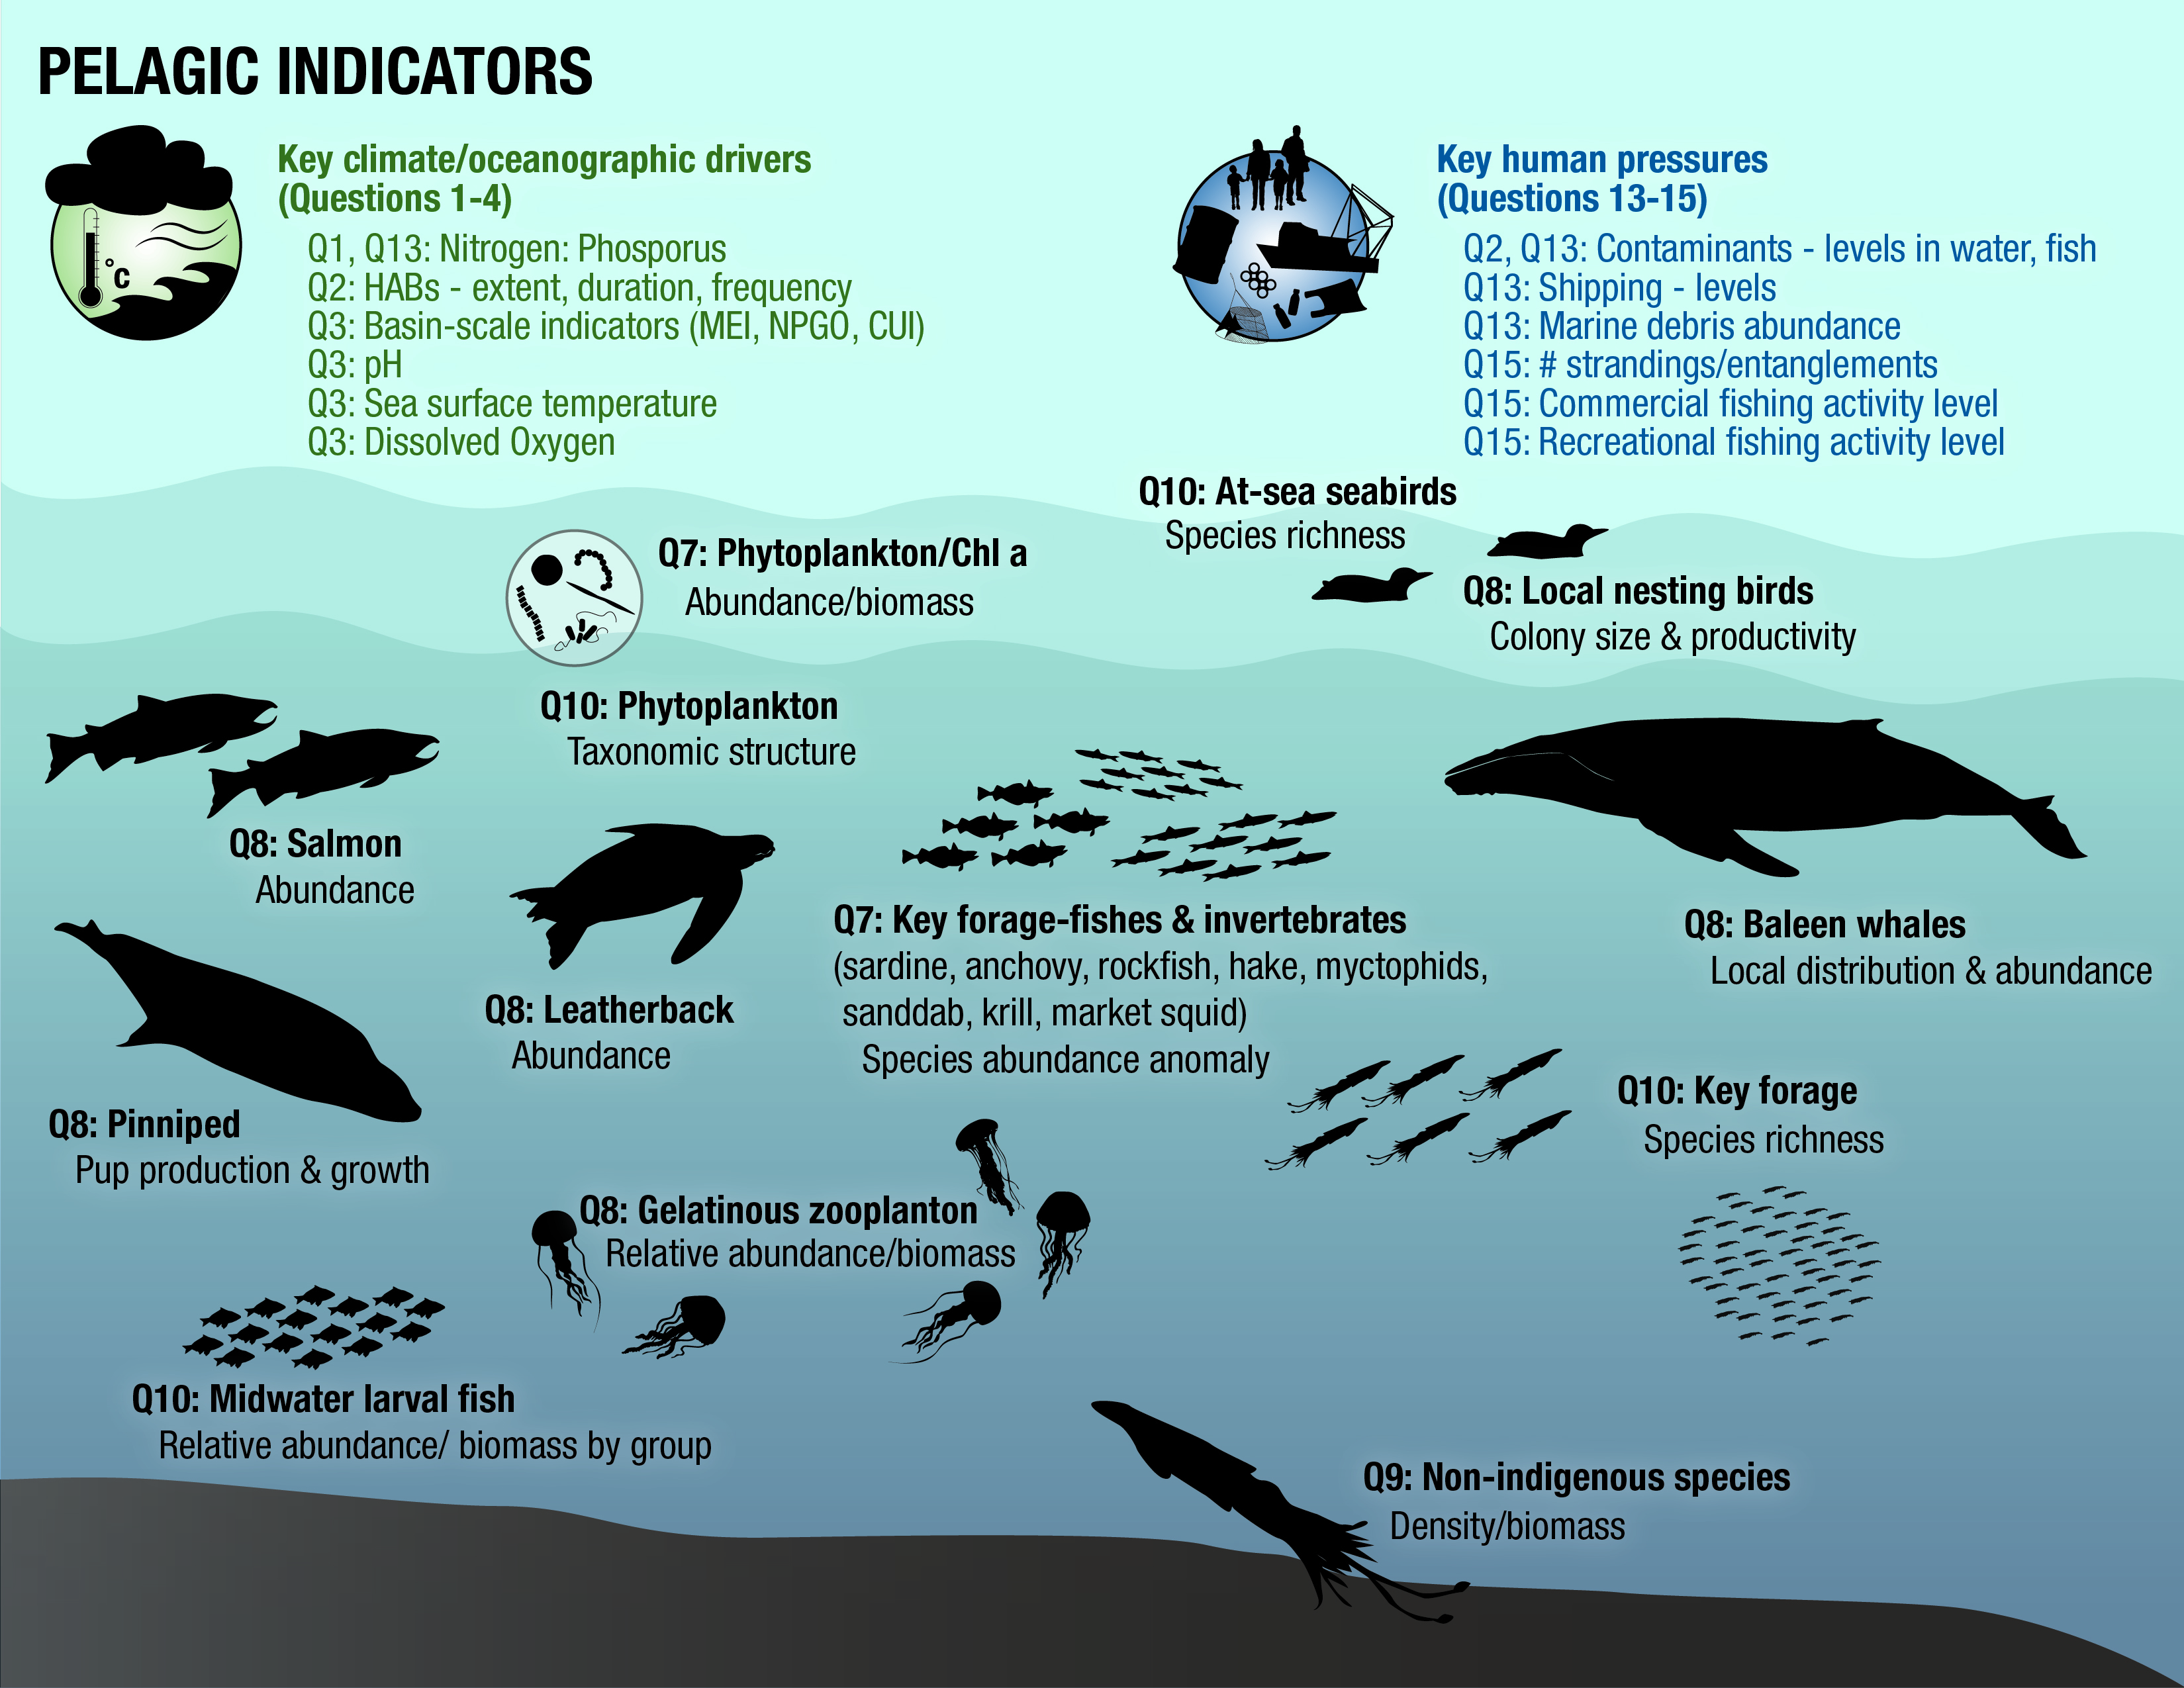 PELAGIC INDICATORS
°C
Key climate/oceanographic drivers
(Questions 1-4)
Q1, Q13: Nitrogen: Phosporus
Q2: HABs - extent, duration, frequency
Q3: Basin-scale indicators (MEI, NPGO, CUI)
Q3: pH
Q3: Sea surface temperature
Q3: Dissolved Oxygen
Key human pressures
(Questions 13-15)
Q2, Q13: Contaminants - levels in water, fish
Q13: Shipping - levels
Q13: Marine debris abundance
Q15: # strandings/entanglements
Q15: Commercial fishing activity level
Q15: Recreational fishing activity level
Q10: At-sea seabirds
Species richness
Q7: Phytoplankton/Chl a
Abundance/biomass
Q8: Local nesting birds
Colony size & productivity
Q10: Phytoplankton
Taxonomic structure
Q8: Salmon
Abundance
Q7: Key forage-fishes & invertebrates
(sardine, anchovy, rockfish, hake, myctophids,
sanddab, krill, market squid)
Species abundance anomaly
Q8: Baleen whales
Local distribution & abundance
Q8: Leatherback
Abundance
Q8: Pinniped
Pup production & growth
Q10: Key forage
Species richness
Q8: Gelatinous zooplanton
Relative abundance/biomass
Q10: Midwater larval fish
Relative abundance/ biomass by group
Q9: Non-indigenous species
Density/biomass